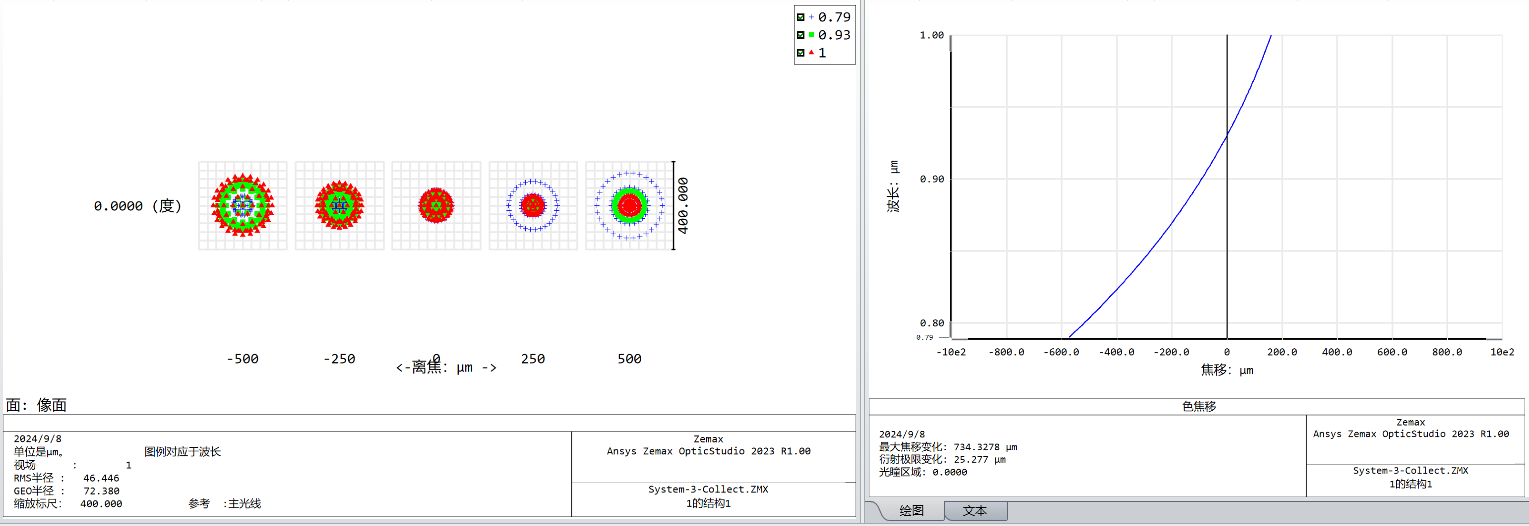 0.79
0.93
1
0.0000 (度)
400.000
-500 -250 0 250 500
<-离焦: µm ->
面: 像面
2024/9/8
单位是µm。 图例对应于波长
视场 : 1
RMS半径 : 46.446
GEO半径 : 72.380
缩放标尺: 400.000 参考 :主光线
Zemax
Ansys Zemax OpticStudio 2023 R1.00
System-3-Collect.ZMX
1的结构1
1.00
0.90
0.80
0.79
波长: µm
-10e2 -800.0 -600.0 -400.0 -200.0 0 200.0 400.0 600.0 800.0 10e2
焦移: µm
色焦移
2024/9/8
最大焦移变化: 734.3278 µm
衍射极限变化: 25.277 µm
光瞳区域: 0.0000
Zemax
Ansys Zemax OpticStudio 2023 R1.00
System-3-Collect.ZMX
1的结构1
绘图 文本